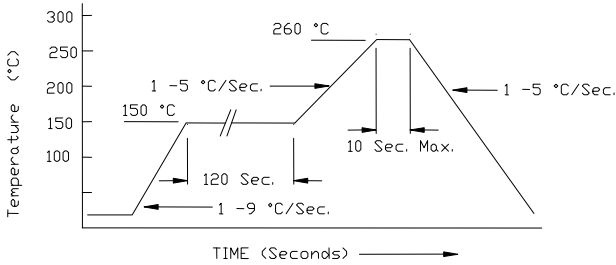 300
260 °C
250
200
1 -5 °C/Sec.
1 -5 °C/Sec.
150 °C
150
100
10 Sec. Max.
120 Sec.
1 -9 °C/Sec.
Temperature (°C)
TIME (Seconds)